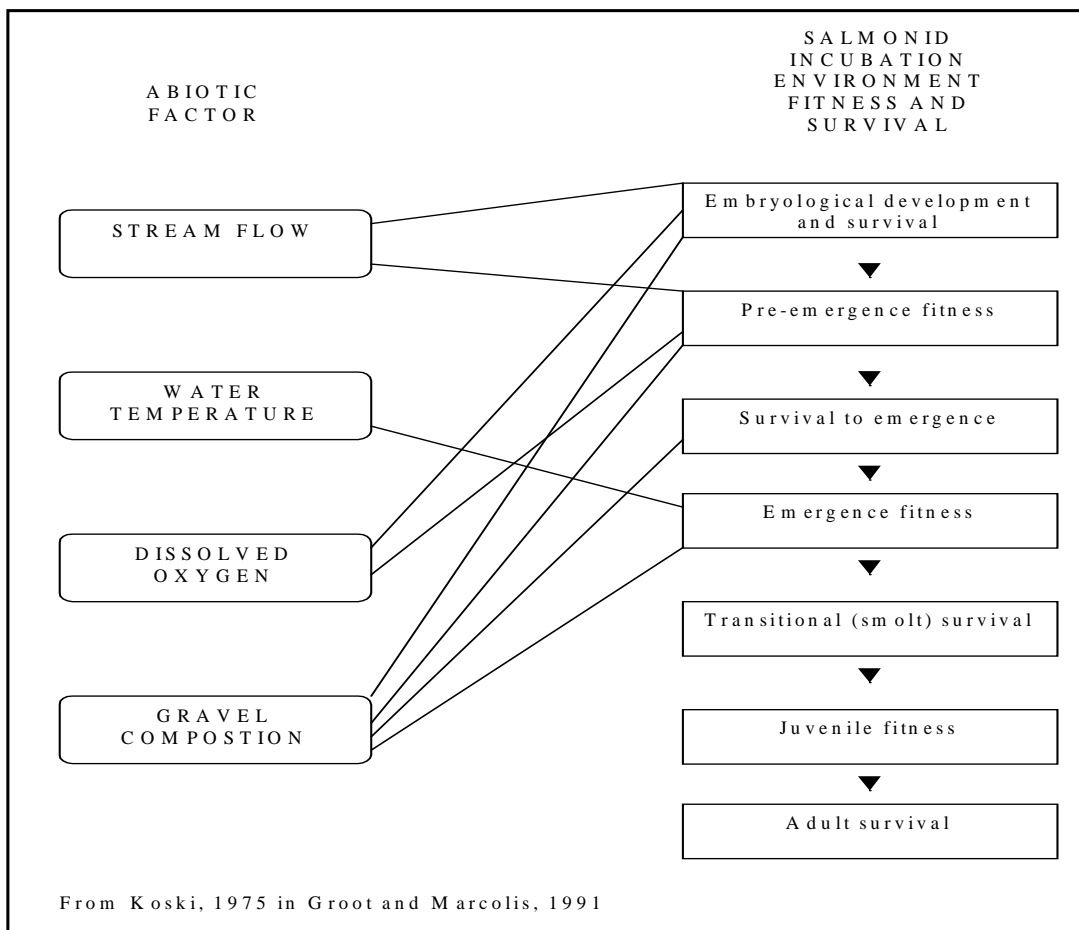 ABIOTIC
FACTOR
SALMONID
INCUBATION
ENVIRONMENT
FITNESS AND
SURVIVAL
STREAM FLOW
WATER
TEMPERATURE
DISSOLVED
OXYGEN
GRAVEL
COMPOSTION
Embryological development
and survival
Pre-emergence fitness
Survival to emergence
Emergence fitness
Transitional (smolt) survival
Juvenile fitness
Adult survival
From Koski, 1975 in Groot and Marcolis, 1991